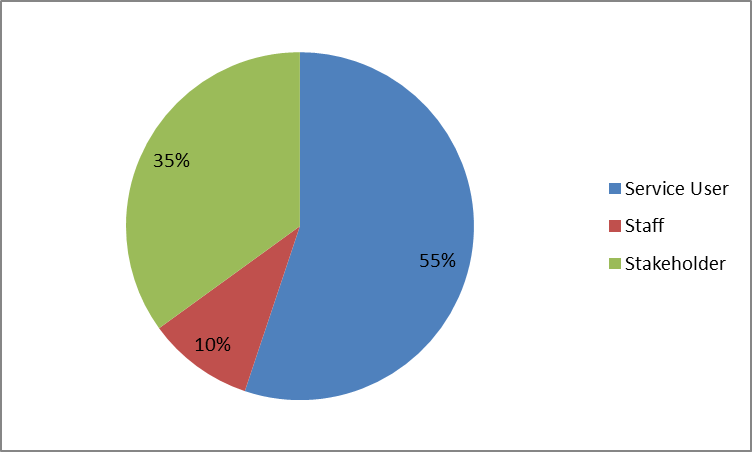 35%
55%
10%
Service User
Staff
Stakeholder